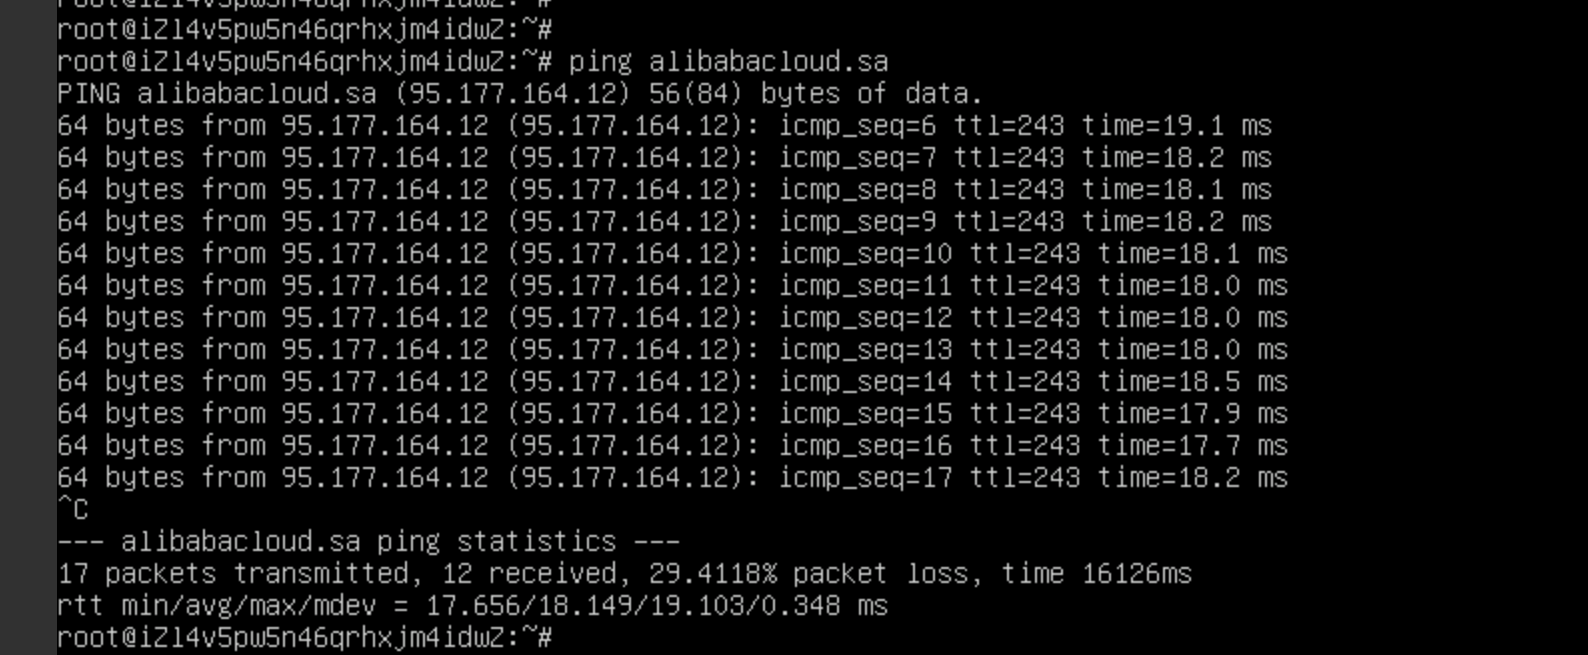 root@iZl4v5pw5n46qrhxjm4idwZ:~#
root@iZl4v5pw5n46qrhxjm4idwZ:~#
root@iZl4v5pw5n46qrhxjm4idwZ:~# ping alibabacloud.sa
PING alibabacloud.sa (95.177.164.12) 56(84) bytes of data.
64 bytes from 95.177.164.12 (95.177.164.12): icmp_seq=6 ttl=243 time=19.1 ms
64 bytes from 95.177.164.12 (95.177.164.12): icmp_seq=7 ttl=243 time=18.2 ms
64 bytes from 95.177.164.12 (95.177.164.12): icmp_seq=8 ttl=243 time=18.1 ms
64 bytes from 95.177.164.12 (95.177.164.12): icmp_seq=9 ttl=243 time=18.2 ms
64 bytes from 95.177.164.12 (95.177.164.12): icmp_seq=10 ttl=243 time=18.1 ms
64 bytes from 95.177.164.12 (95.177.164.12): icmp_seq=11 ttl=243 time=18.0 ms
64 bytes from 95.177.164.12 (95.177.164.12): icmp_seq=12 ttl=243 time=18.0 ms
64 bytes from 95.177.164.12 (95.177.164.12): icmp_seq=13 ttl=243 time=18.0 ms
64 bytes from 95.177.164.12 (95.177.164.12): icmp_seq=14 ttl=243 time=18.5 ms
64 bytes from 95.177.164.12 (95.177.164.12): icmp_seq=15 ttl=243 time=17.9 ms
64 bytes from 95.177.164.12 (95.177.164.12): icmp_seq=16 ttl=243 time=17.7 ms
64 bytes from 95.177.164.12 (95.177.164.12): icmp_seq=17 ttl=243 time=18.2 ms
^C
--- alibabacloud.sa ping statistics ---
17 packets transmitted, 12 received, 29.4118% packet loss, time 16126ms
rtt min/avg/max/mdev = 17.656/18.149/19.103/0.348 ms
root@iZl4v5pw5n46qrhxjm4idwZ:~#